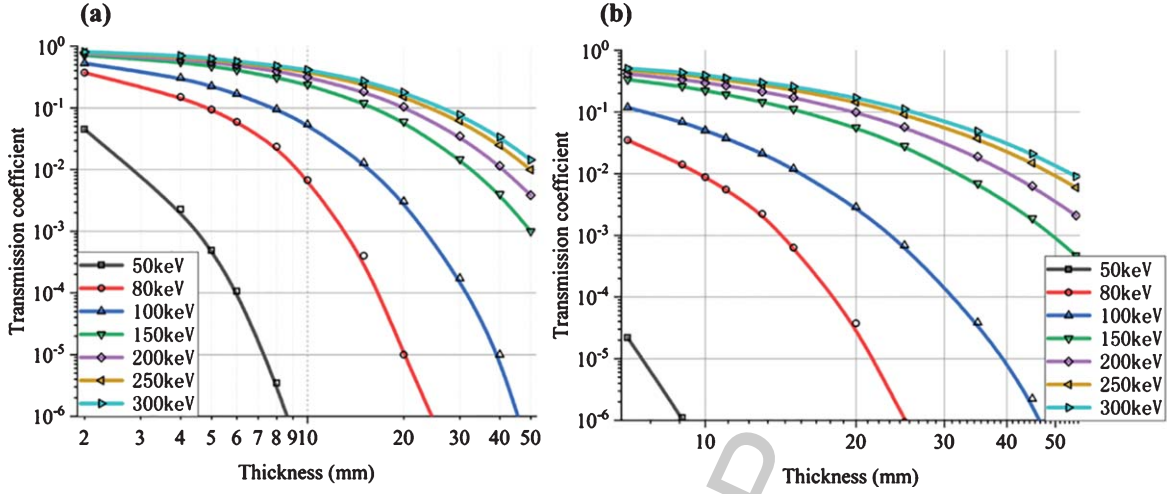 (a)
Transmission coefficient
10^0
10^-1
10^-2
10^-3
10^-4
10^-5
10^-6
50keV
80keV
100keV
150keV
200keV
250keV
300keV
2 3 4 5 6 7 8 9 10 20 30 40 50
Thickness (mm)
(b)
Transmission coefficient
10^0
10^-1
10^-2
10^-3
10^-4
10^-5
10^-6
50keV
80keV
100keV
150keV
200keV
250keV
300keV
10 20 30 40 50
Thickness (mm)
D